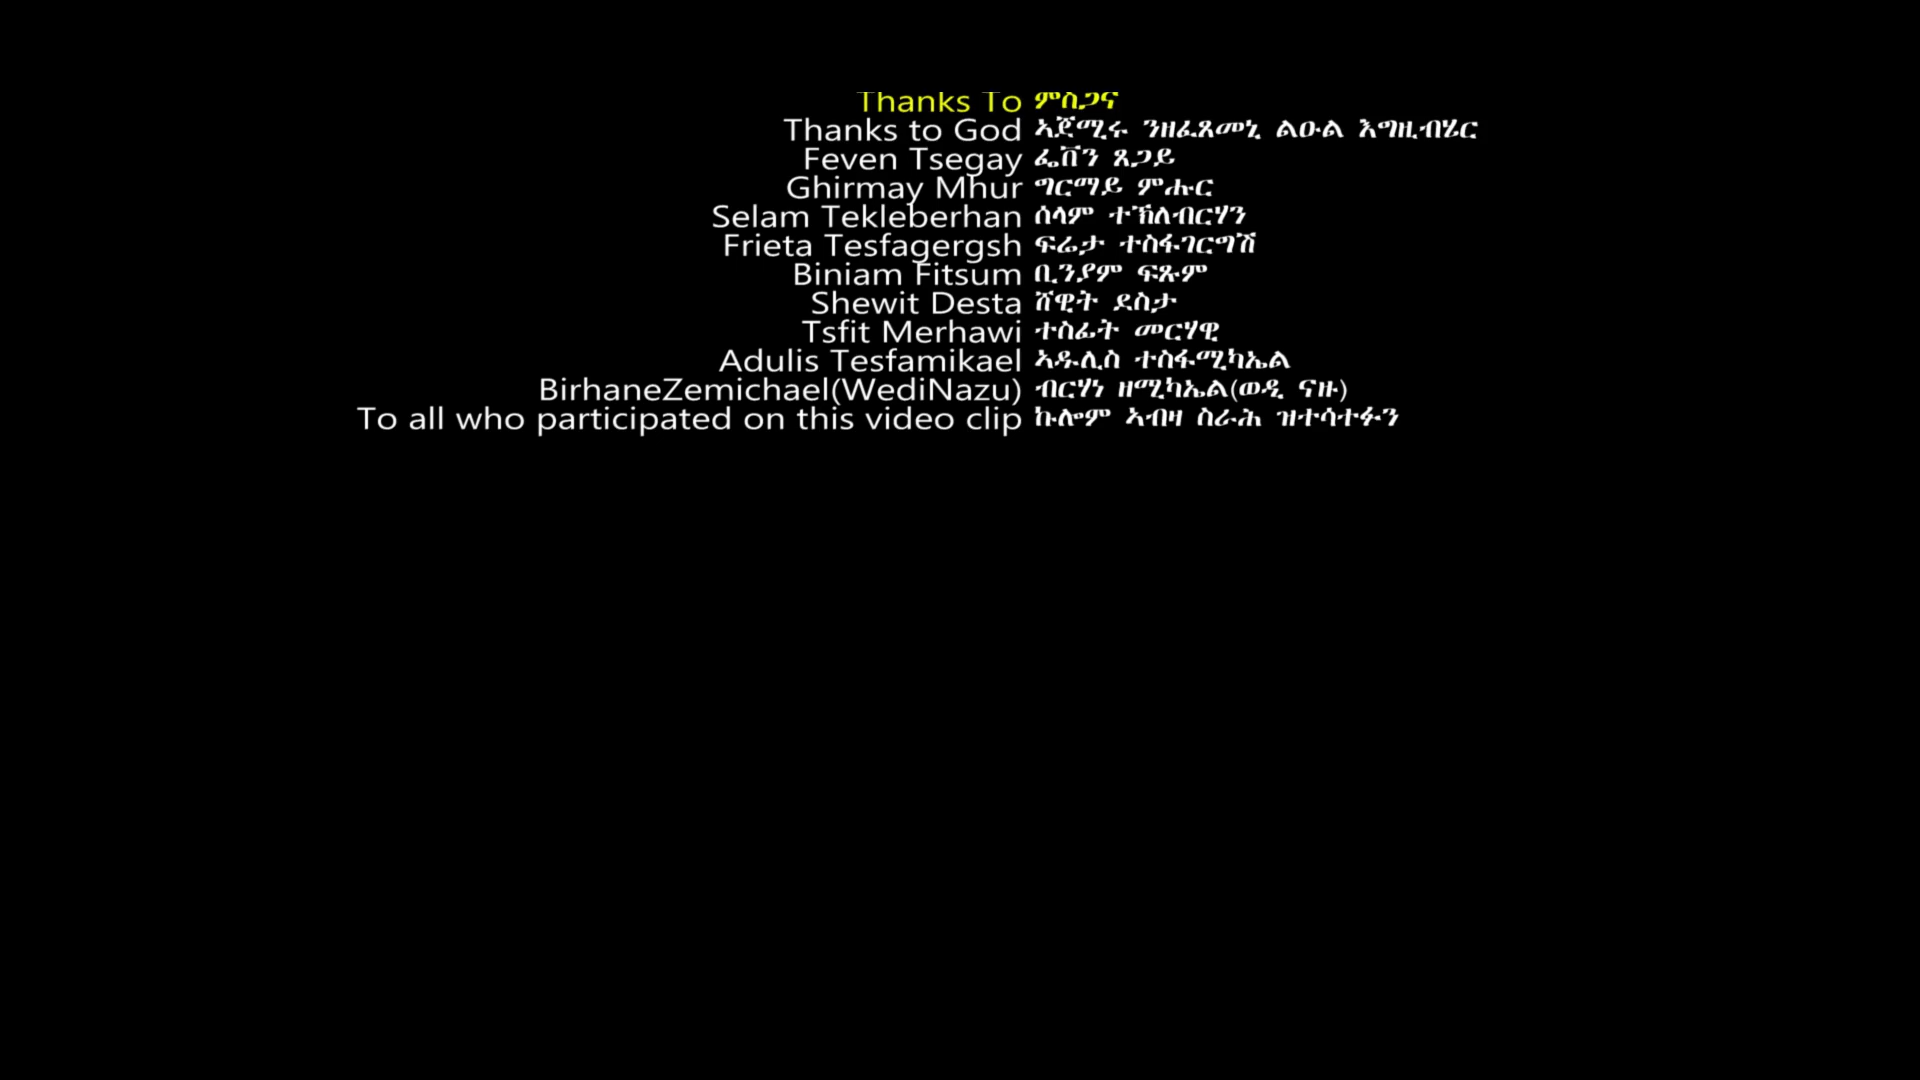 Thanks To ምስጋና
Thanks to God ኣጀሚሩ ንዘፈጸመኒ ልዑል እግዚብሄር
Feven Tsegay ፌቨን ጸጋይ
Ghirmay Mhur ግርማይ ምሑር
Selam Tekleberhan ሰላም ተኽለብርሃን
Frieta Tesfagergsh ፍሬታ ተስፋገርግሽ
Biniam Fitsum ቢንያም ፍጹም
Shewit Desta ሸዊት ደስታ
Tsfit Merhawi ተስፊት መርሃዊ
Adulis Tesfamikael ኣዱሊስ ተስፋሚካኤል
BirhaneZemichael(WediNazu) ብርሃነ ዘሚካኤል(ወዲ ናዙ)
To all who participated on this video clip ኩሎም ኣብዛ ስራሕ ዝተሳተፉን